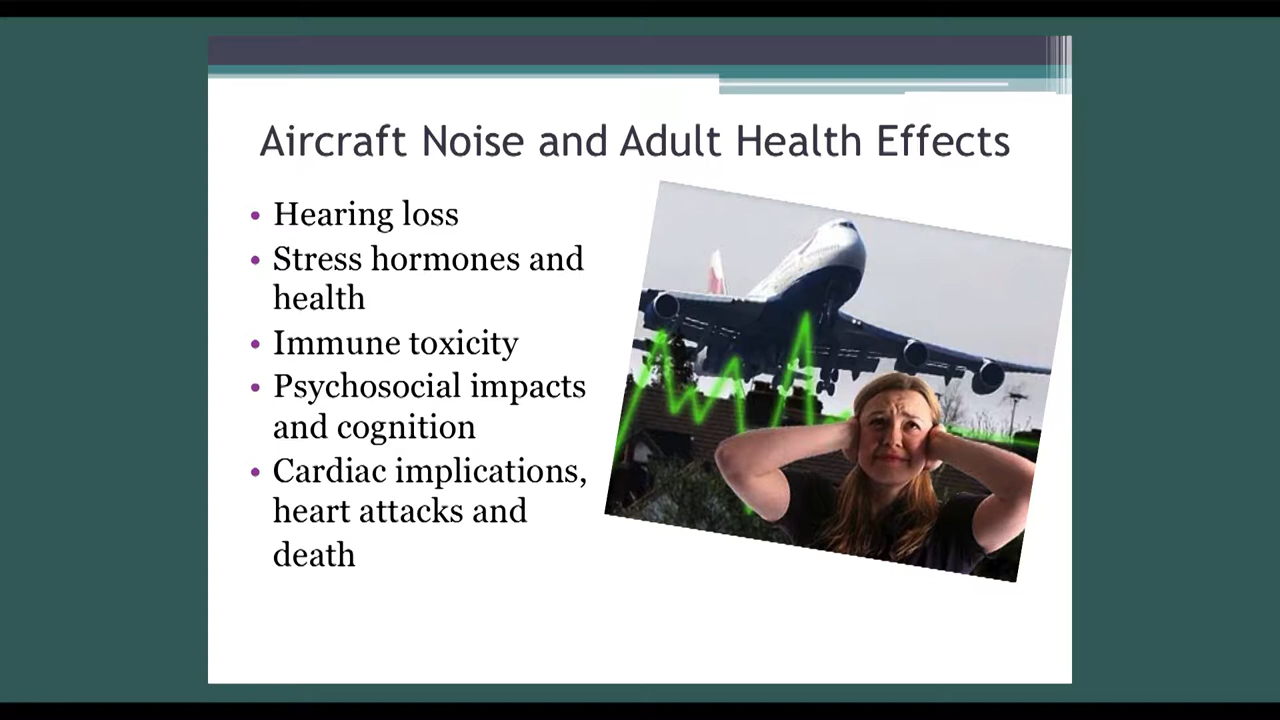 Aircraft Noise and Adult Health Effects
• Hearing loss
• Stress hormones and
health
• Immune toxicity
• Psychosocial impacts
and cognition
• Cardiac implications,
heart attacks and
death